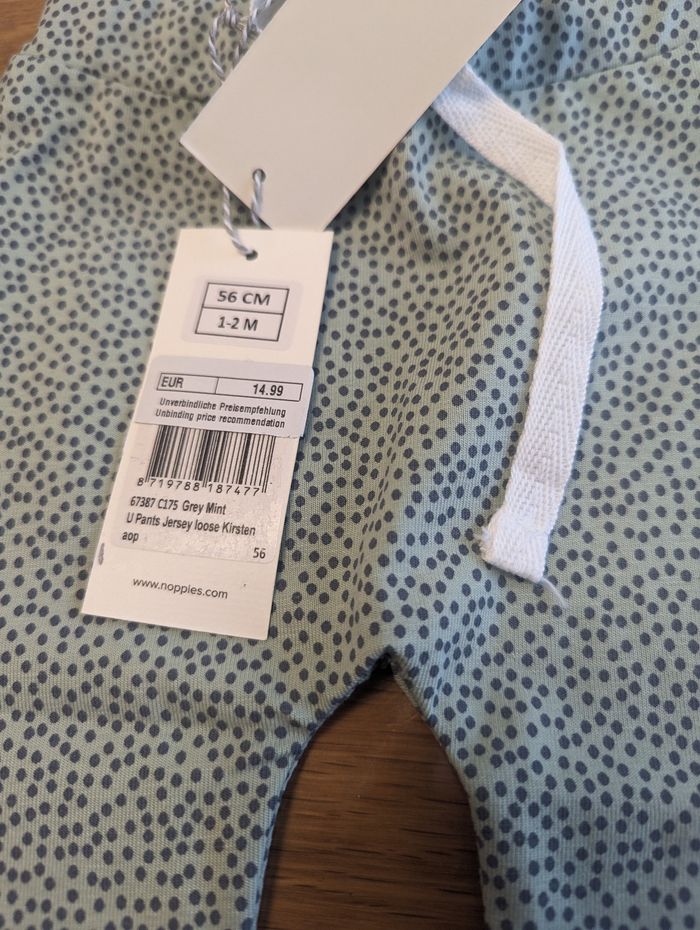 56 CM
1-2 M
EUR 14.99
Unverbindliche Preisempfehlung
Unbinding price recommendation
8 719788 187477
67387 C175 Grey Mint
U Pants Jersey loose Kirsten
aop 56
www.noppies.com